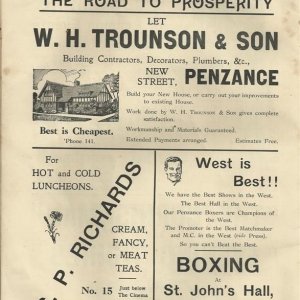 THE ROAD TO PROSPERITY
LET
W. H. TROUNSON & SON
Building Contractors, Decorators, Plumbers, &c.,
NEW STREET, PENZANCE
Build your New House, or carry out your improvements to existing House.
Work done by W. H. TROUNSON & SON gives complete satisfaction.
Workmanship and Materials Guaranteed.
Best is Cheapest.
'Phone 141.
Extended Payments arranged. Estimates Free.
For
HOT and COLD
LUNCHEONS.
P. RICHARDS
CREAM,
FANCY,
or
MEAT
TEAS.
No. 15 Just below The Cinema
West is
Best!!
We have the Best Shows in the West.
The Best Hall in the West.
Our Penzance Boxers are Champions of the West.
The Promoter is the Best Matchmaker and M.C. in the West (vide Press).
So you can't Beat the Best.
BOXING
AT
St. John's Hall,